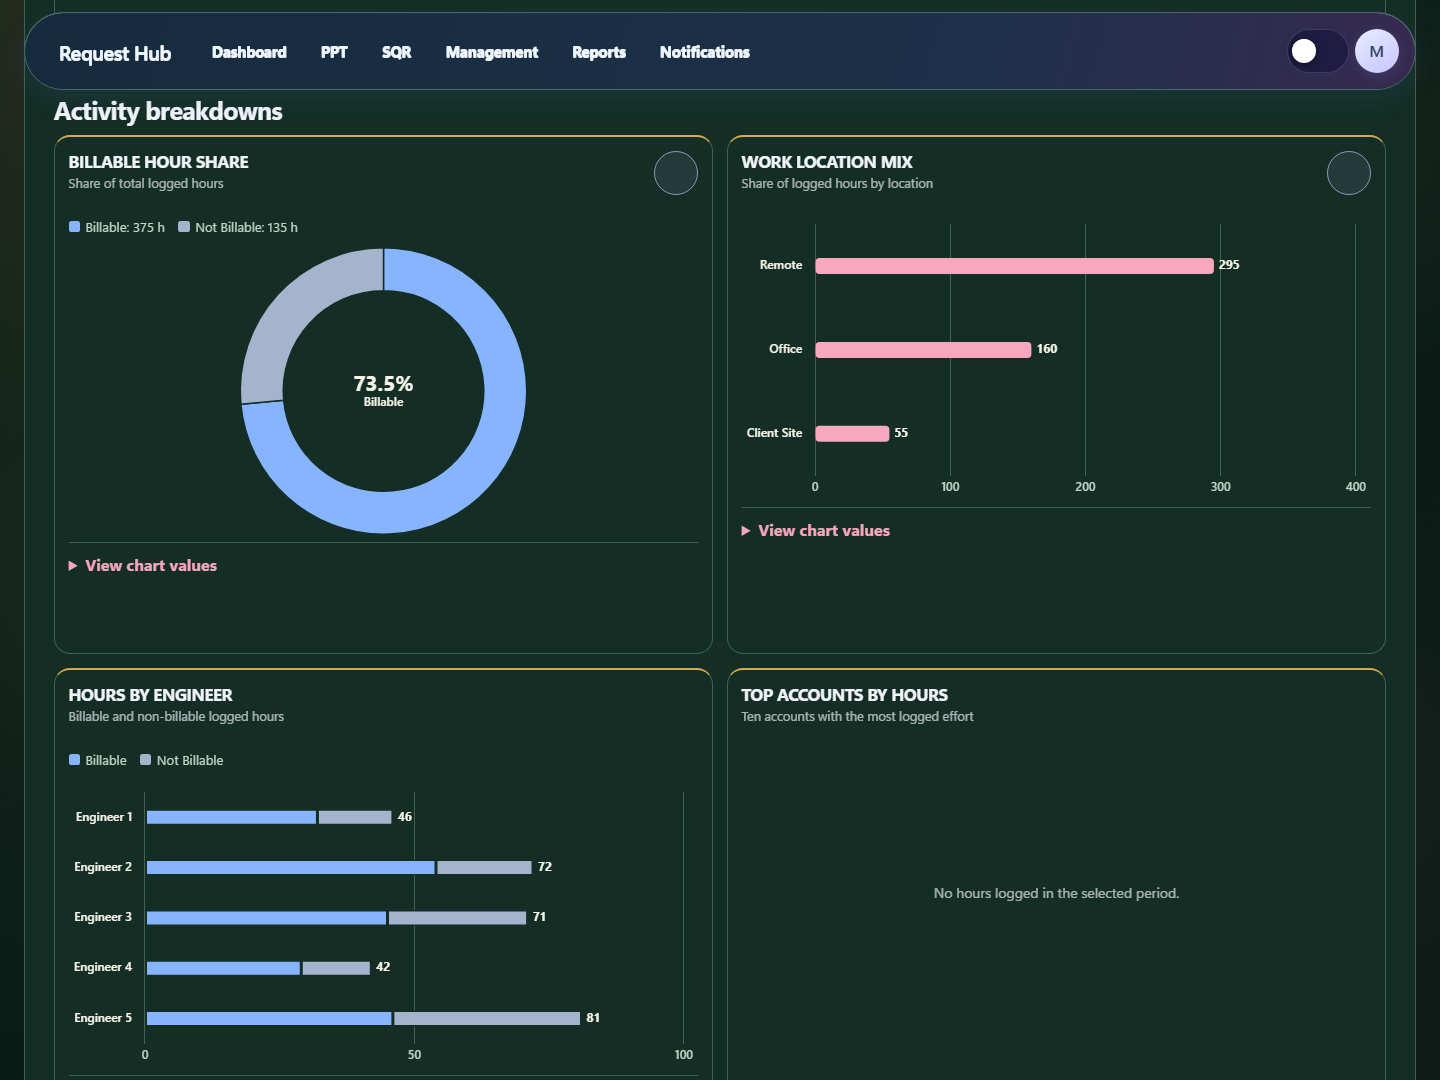 Request Hub
Dashboard
PPT
SQR
Management
Reports
Notifications
M
Activity breakdowns
BILLABLE HOUR SHARE
Share of total logged hours
Billable: 375 h
Not Billable: 135 h
73.5%
Billable
View chart values
WORK LOCATION MIX
Share of logged hours by location
Remote
295
Office
160
Client Site
55
0
100
200
300
400
View chart values
HOURS BY ENGINEER
Billable and non-billable logged hours
Billable
Not Billable
Engineer 1
46
Engineer 2
72
Engineer 3
71
Engineer 4
42
Engineer 5
81
0
50
100
TOP ACCOUNTS BY HOURS
Ten accounts with the most logged effort
No hours logged in the selected period.